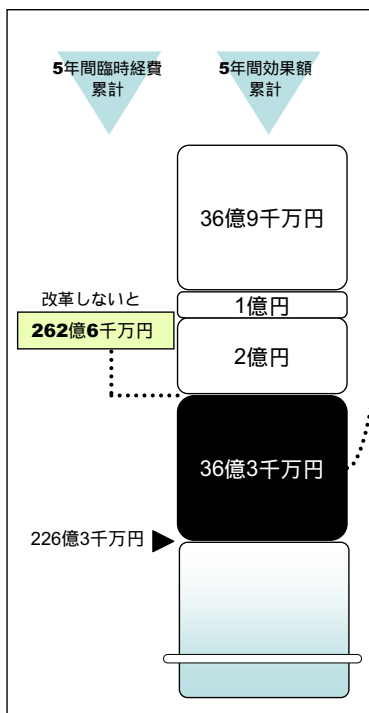 5年間臨時経費
累計
5年間効果額
累計
36億9千万円
改革しないと
1億円
262億6千万円
2億円
36億3千万円
226億3千万円